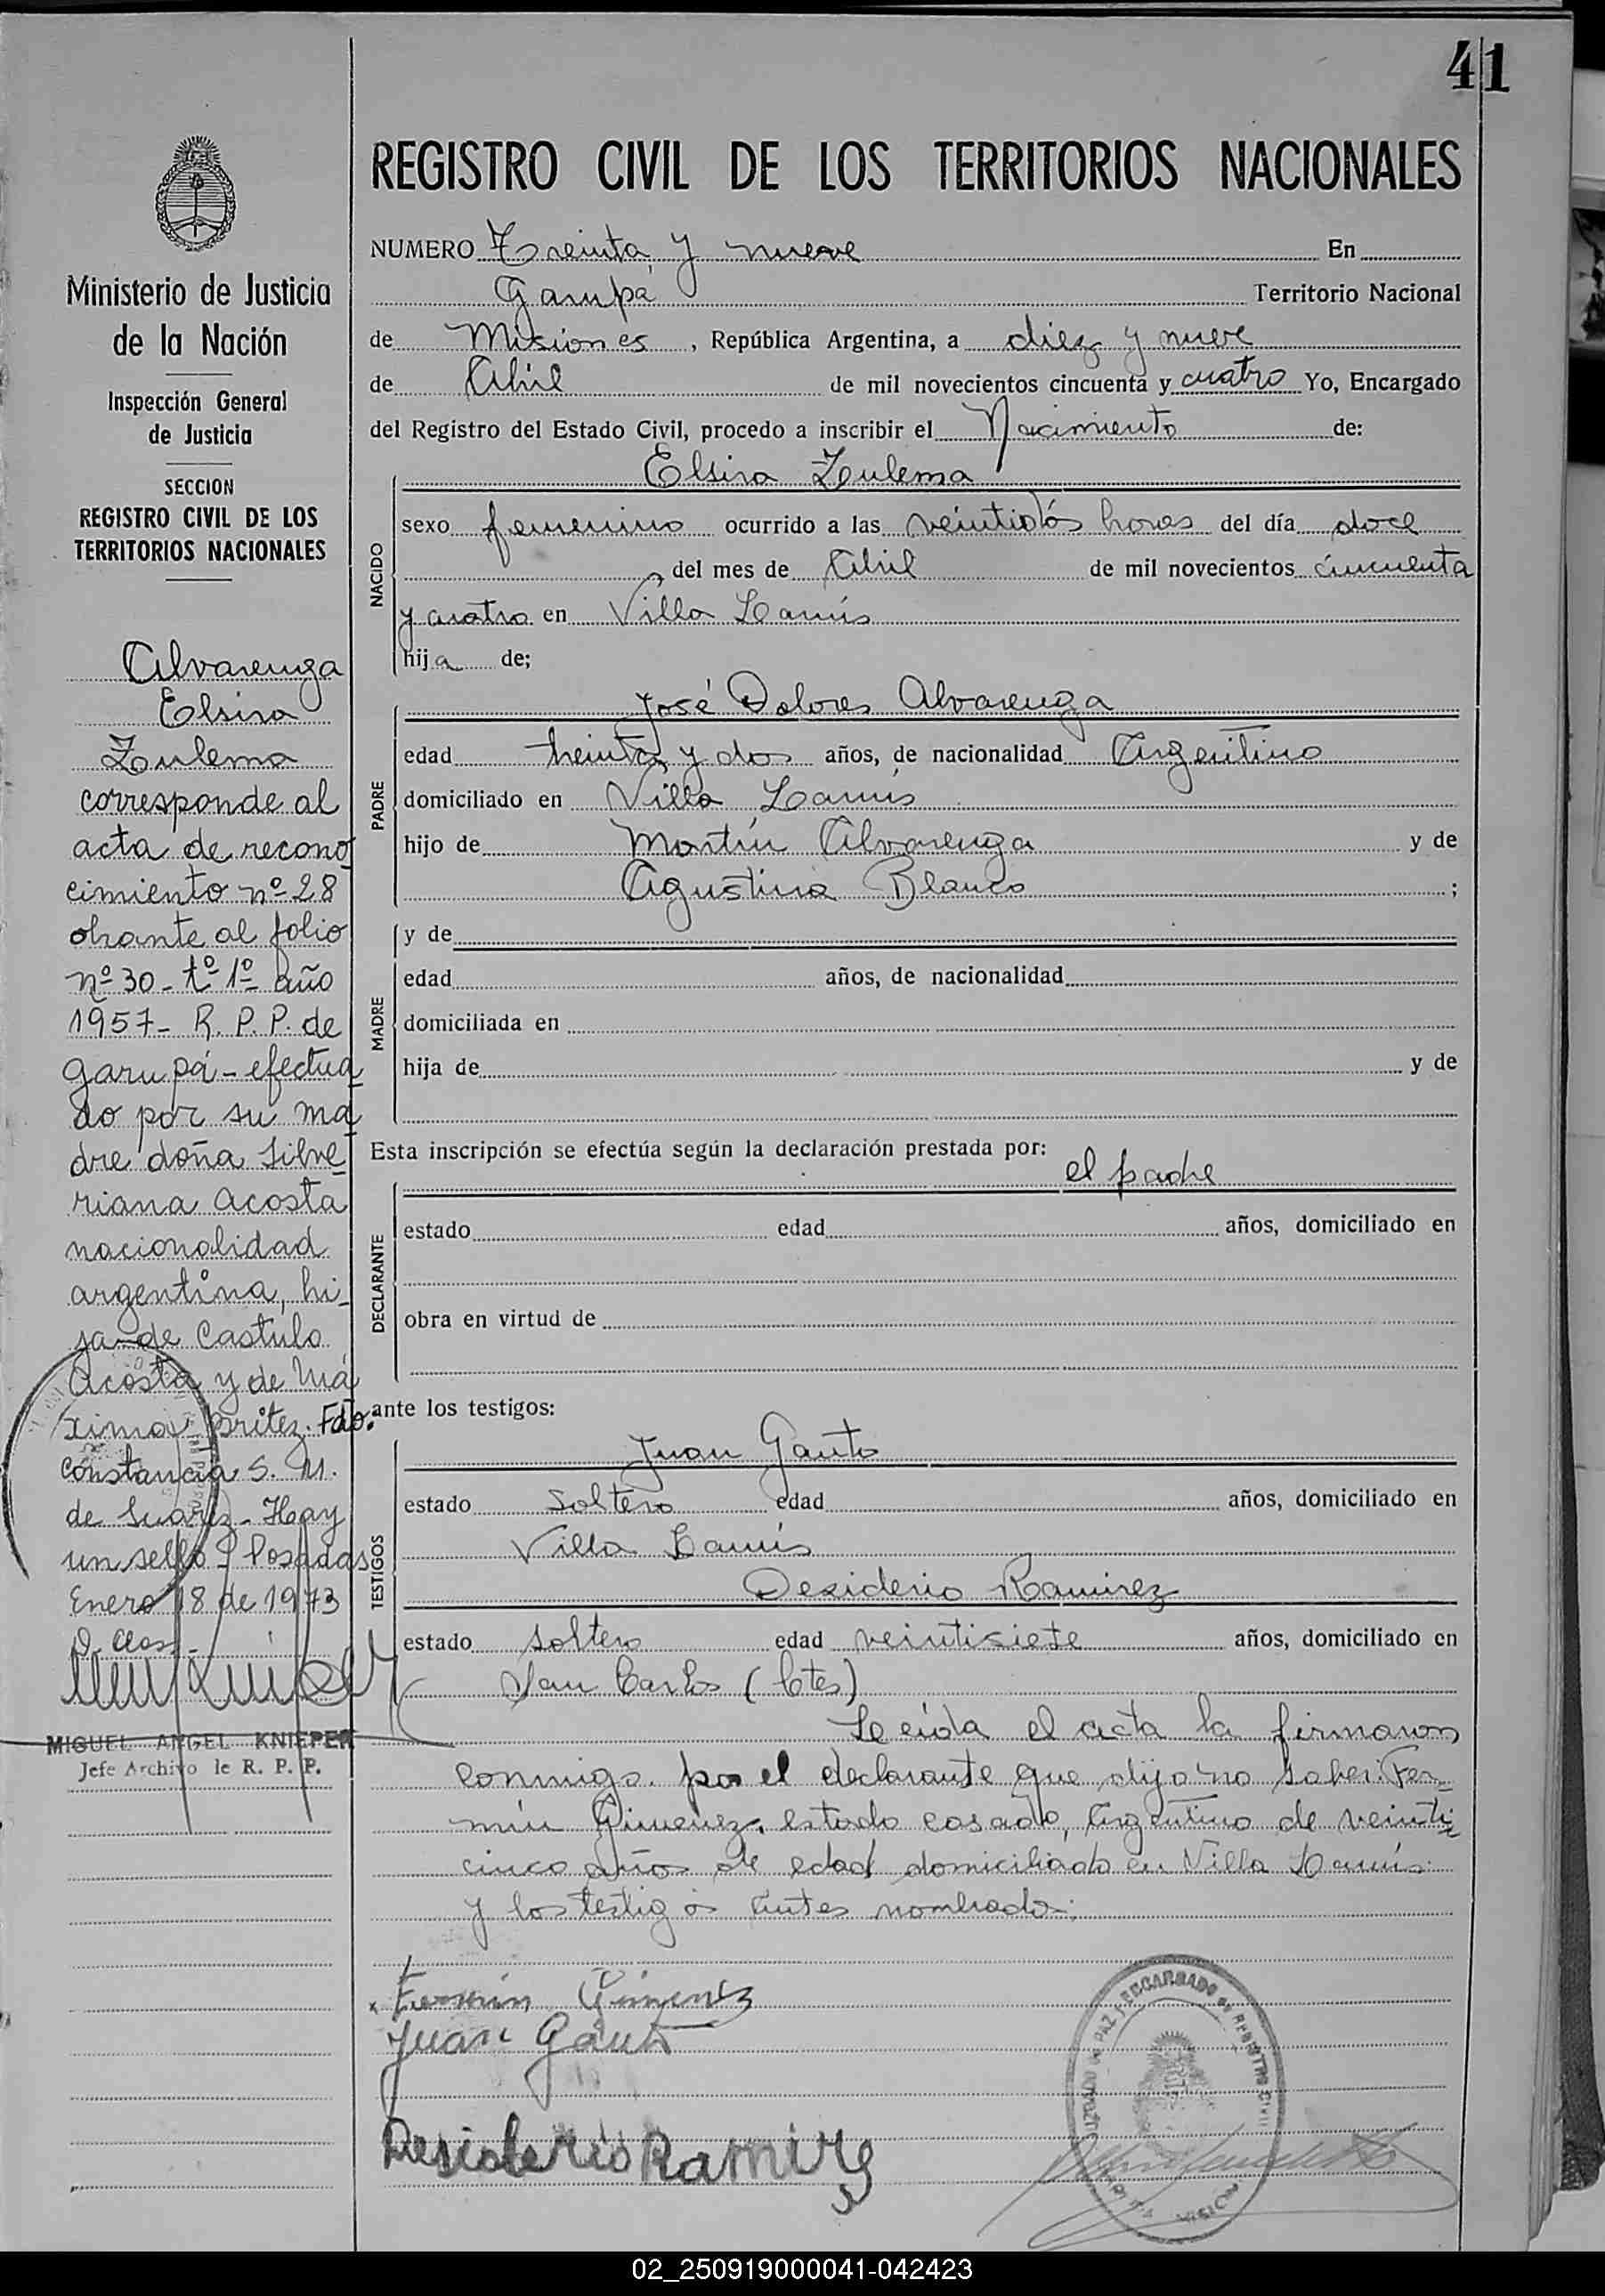 41
REGISTRO CIVIL DE LOS TERRITORIOS NACIONALES
NUMERO Treinta y nueve En
Garupá Territorio Nacional
de Misiones, República Argentina, a diez y nueve
de Abril de mil novecientos cincuenta y cuatro Yo, Encargado
del Registro del Estado Civil, procedo a inscribir el Nacimiento de:
Elsira Zulema
NACIDO
sexo femenino ocurrido a las veintidós horas del día doce
, del mes de Abril de mil novecientos cincuenta
y cuatro en Villa Lanús
hija de;
PADRE
José Dolores Alvarenga
edad treinta y dos años, de nacionalidad Argentino
domiciliado en Villa Lanús
hijo de Martín Alvarenga y de
Agustina Blanco ;
MADRE
y de
edad años, de nacionalidad
domiciliada en
hija de y de
Esta inscripción se efectúa según la declaración prestada por:
el padre
DECLARANTE
estado edad años, domiciliado en
obra en virtud de
ante los testigos:
TESTIGOS
Juan Gauto
estado Soltero edad años, domiciliado en
Villa Lanús
Desiderio Ramirez
estado soltero edad veintisiete años, domiciliado en
San Carlos (Ctes)
Leida el acta la firmaron
conmigo. por el declarante que dijo no saber: Fer-
mín Gimenez, estado casado, Argentino de veinti-
cinco años de edad domiciliado en Villa Lanús
y los testigos antes nombrados.
Fermín Gimenez
Juan Gauto
Desiderio Ramirez
JUZGADO DE PAZ Y ENCARGADO DE REGISTRO CIVIL
Ministerio de Justicia
de la Nación
Inspección General
de Justicia
SECCION
REGISTRO CIVIL DE LOS
TERRITORIOS NACIONALES
Alvarenga
Elsira
Zulema
corresponde al
acta de recono
cimiento nº 28
obrante al folio
nº 30 - tº 1º año
1957 - R. P. P. de
Garupá - efectua
do por su ma
dre doña Silve
riana Acosta
nacionalidad
argentina, hi-
ja de Castulo
Acosta y de Má
xima Britez. Fdo.
Constancia S. M.
de Suarez - Hay
un sello - Posadas
Enero 18 de 1973
MIGUEL ANGEL KNIEPER
Jefe Archivo de R. P. P.
02_250919000041-042423